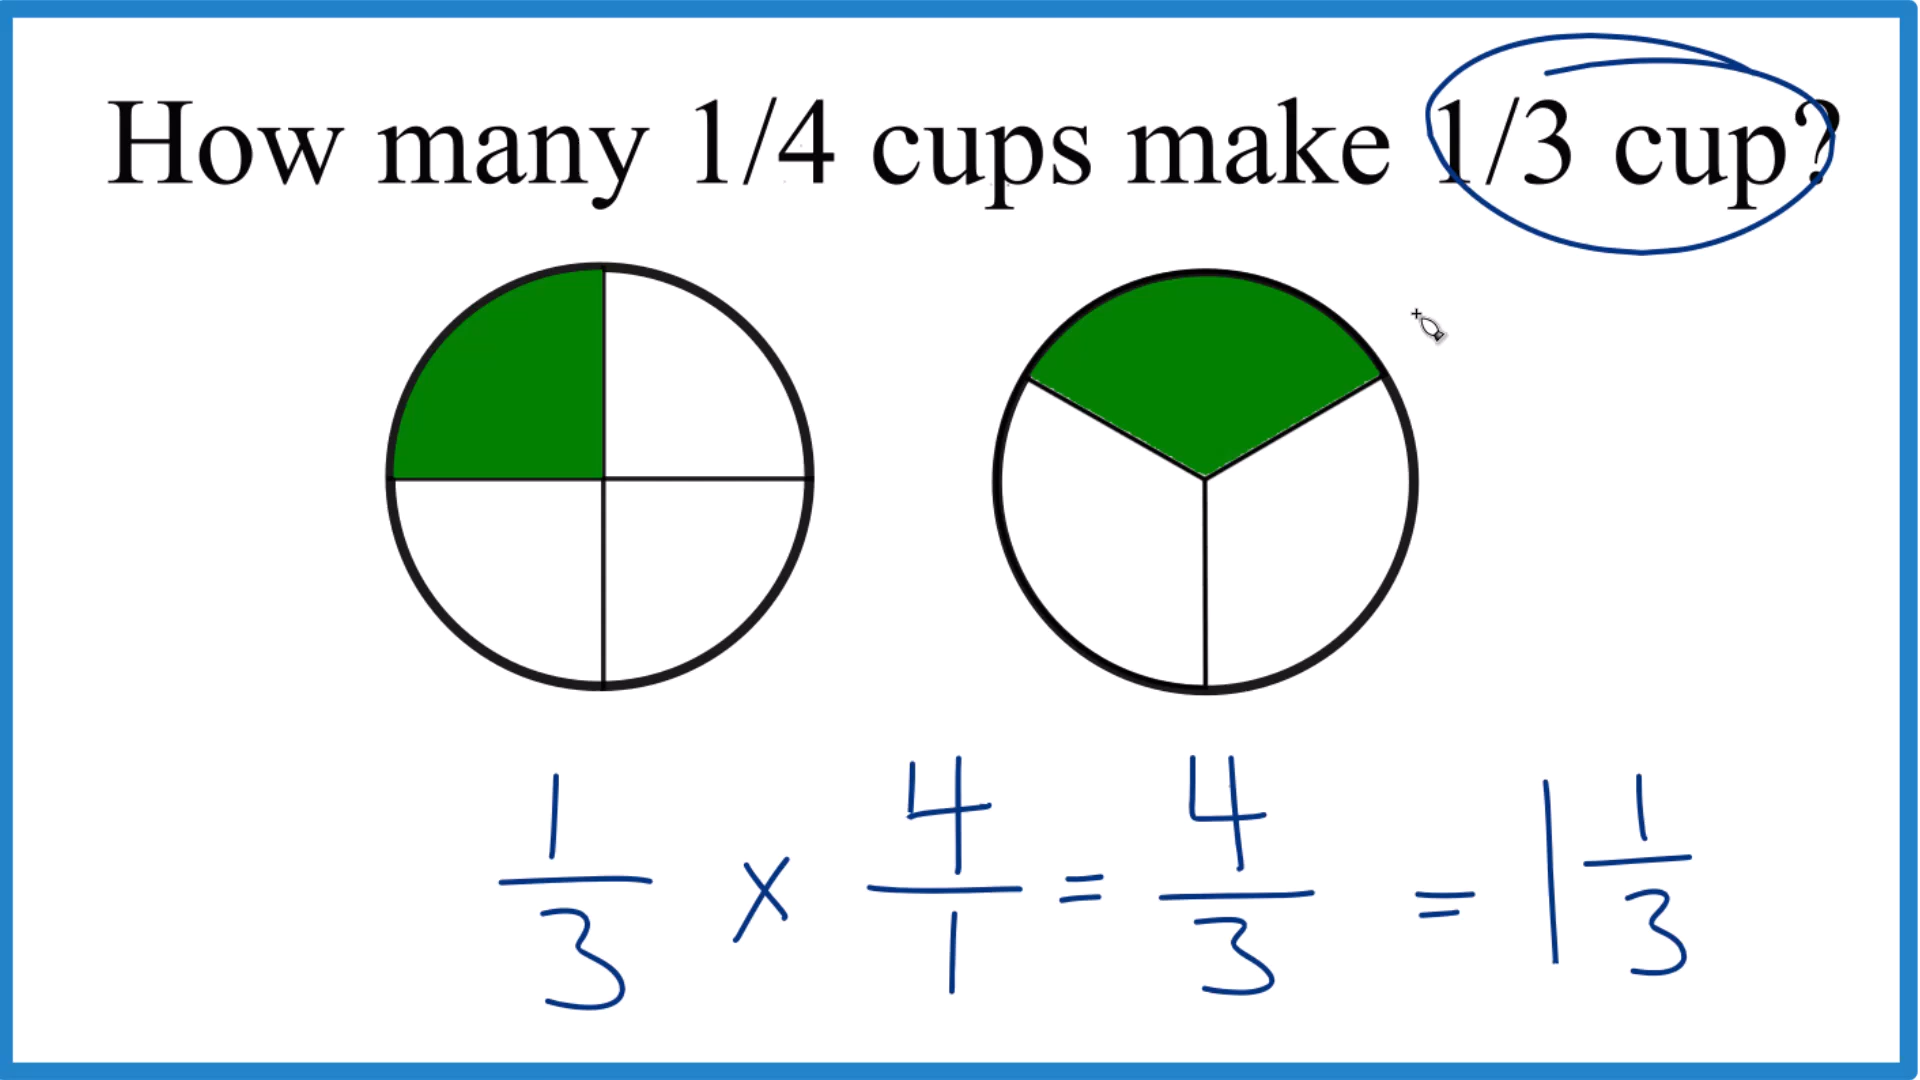 How many 1/4 cups make 1/3 cup?
1/3 × 4/1 = 4/3 = 1 1/3